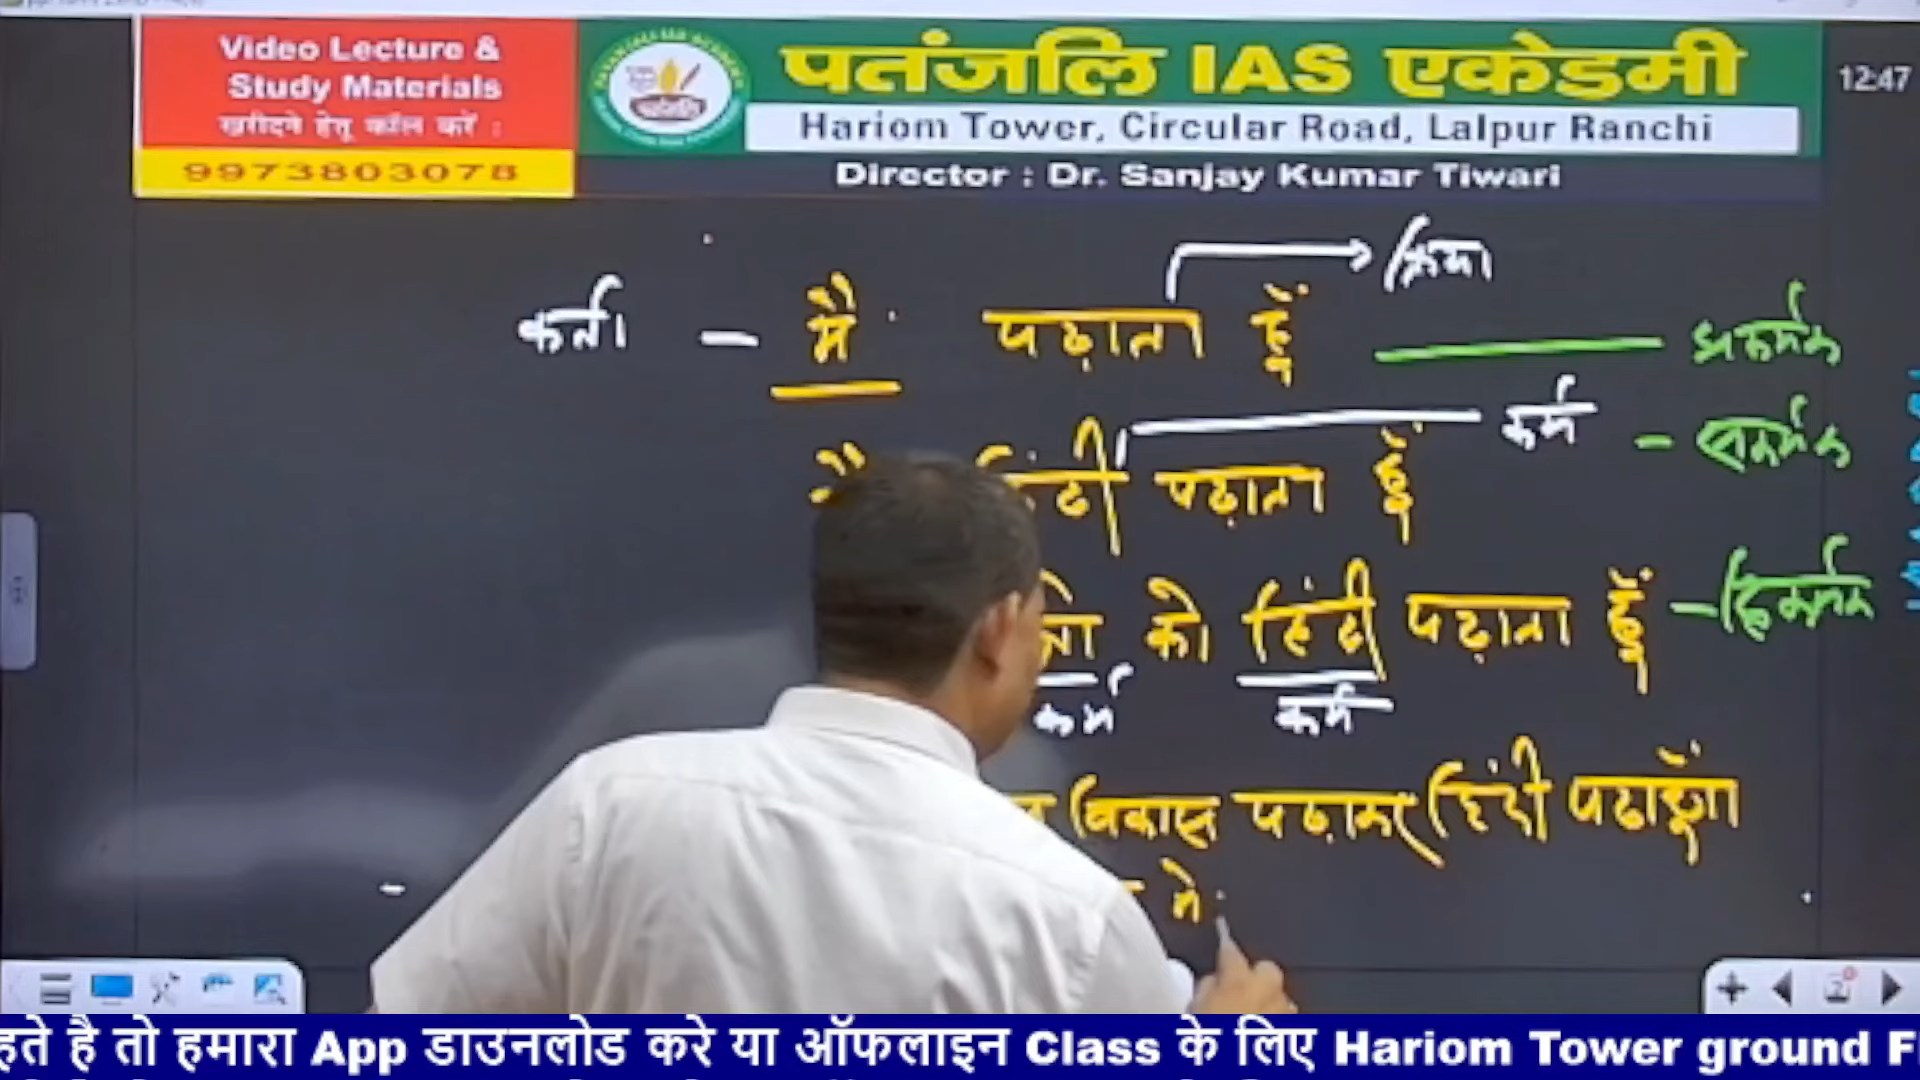 Video Lecture &
Study Materials
खरीदने हेतू कॉल करें :
9973803078
पतंजलि IAS एकेडमी
Hariom Tower, Circular Road, Lalpur Ranchi
Director : Dr. Sanjay Kumar Tiwari
12:47
क्रिया
कर्ता – मैं पढ़ाता हूँ — अकर्मक
कर्म – सकर्मक
हिंदी पढ़ाता हूँ
को हिंदी पढ़ाता हूँ – द्विकर्मक
कर्म कर्म
विकास पढ़ाकर हिंदी पढाऊँगा
में
हते है तो हमारा App डाउनलोड करे या ऑफलाइन Class के लिए Hariom Tower ground F